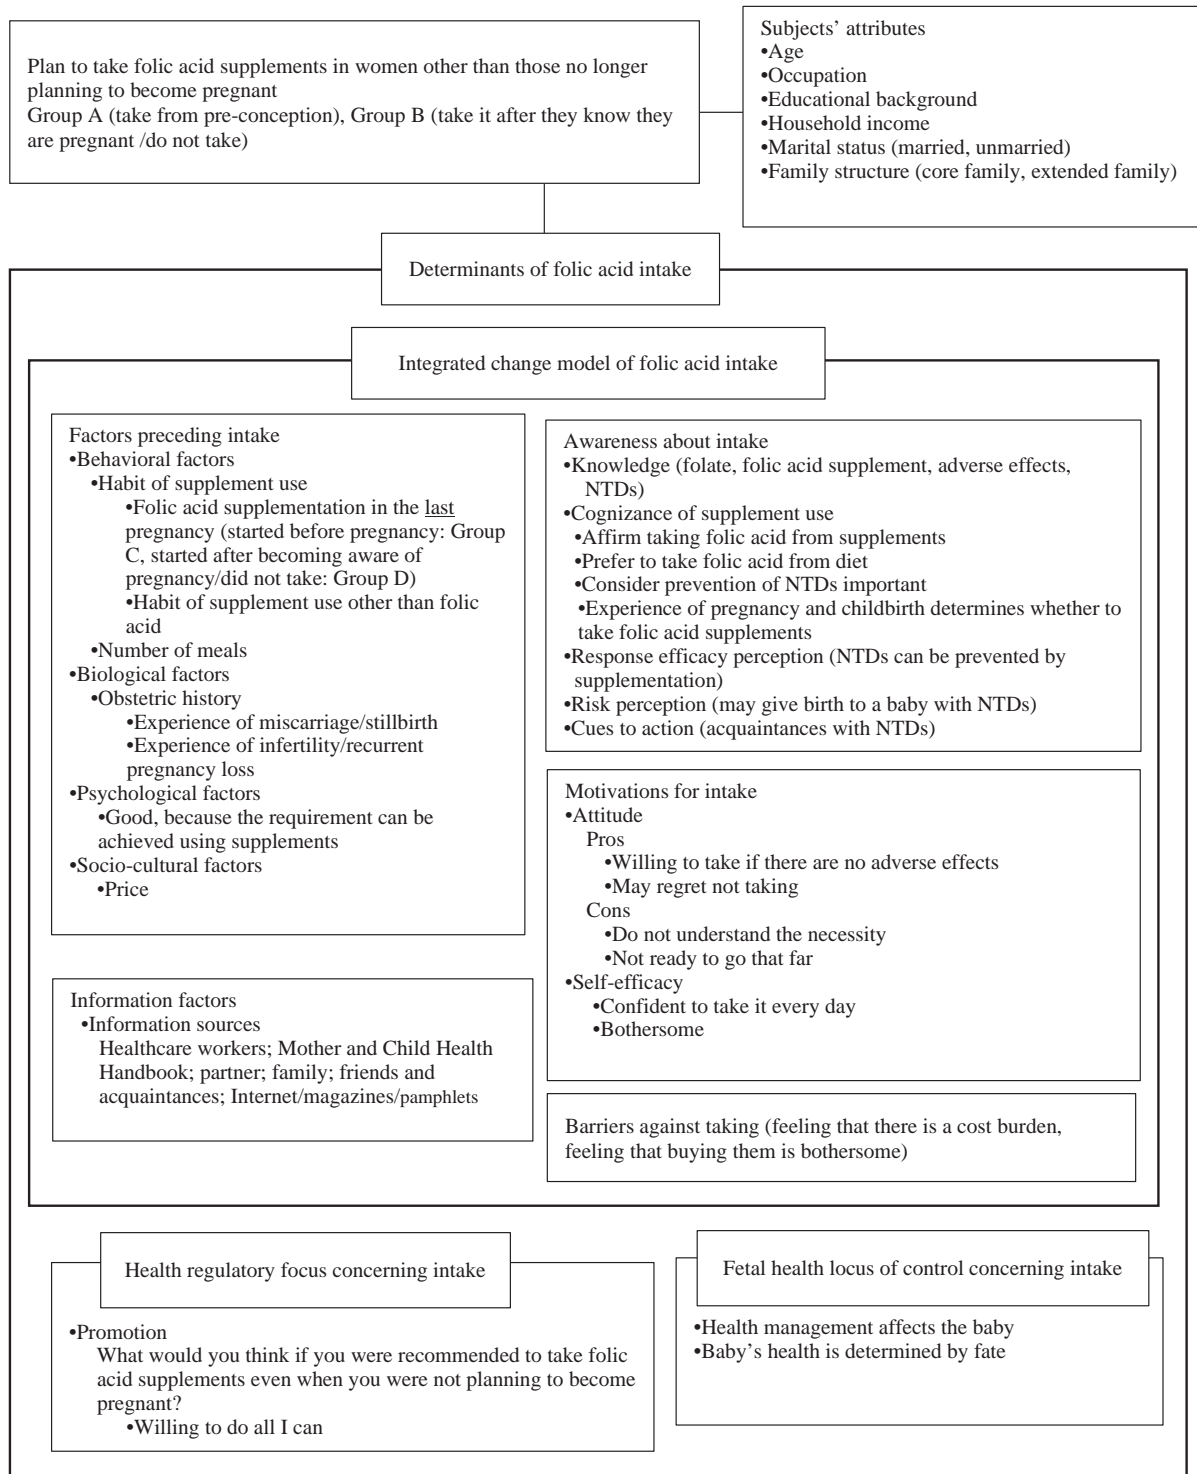 Plan to take folic acid supplements in women other than those no longer
planning to become pregnant
Group A (take from pre-conception), Group B (take it after they know they
are pregnant /do not take)
Subjects’ attributes
•Age
•Occupation
•Educational background
•Household income
•Marital status (married, unmarried)
•Family structure (core family, extended family)
Determinants of folic acid intake
Integrated change model of folic acid intake
Factors preceding intake
•Behavioral factors
•Habit of supplement use
•Folic acid supplementation in the last
pregnancy (started before pregnancy: Group
C, started after becoming aware of
pregnancy/did not take: Group D)
•Habit of supplement use other than folic
acid
•Number of meals
•Biological factors
•Obstetric history
•Experience of miscarriage/stillbirth
•Experience of infertility/recurrent
pregnancy loss
•Psychological factors
•Good, because the requirement can be
achieved using supplements
•Socio-cultural factors
•Price
Information factors
•Information sources
Healthcare workers; Mother and Child Health
Handbook; partner; family; friends and
acquaintances; Internet/magazines/pamphlets
Awareness about intake
•Knowledge (folate, folic acid supplement, adverse effects,
NTDs)
•Cognizance of supplement use
•Affirm taking folic acid from supplements
•Prefer to take folic acid from diet
•Consider prevention of NTDs important
•Experience of pregnancy and childbirth determines whether to
take folic acid supplements
•Response efficacy perception (NTDs can be prevented by
supplementation)
•Risk perception (may give birth to a baby with NTDs)
•Cues to action (acquaintances with NTDs)
Motivations for intake
•Attitude
Pros
•Willing to take if there are no adverse effects
•May regret not taking
Cons
•Do not understand the necessity
•Not ready to go that far
•Self-efficacy
•Confident to take it every day
•Bothersome
Barriers against taking (feeling that there is a cost burden,
feeling that buying them is bothersome)
Health regulatory focus concerning intake
•Promotion
What would you think if you were recommended to take folic
acid supplements even when you were not planning to become
pregnant?
•Willing to do all I can
Fetal health locus of control concerning intake
•Health management affects the baby
•Baby’s health is determined by fate